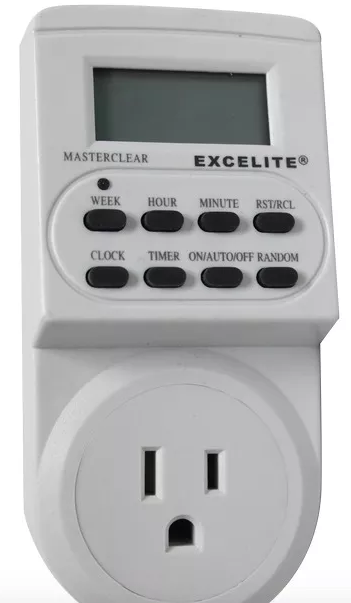 MASTERCLEAR EXCELITE®
WEEK HOUR MINUTE RST/RCL
CLOCK TIMER ON/AUTO/OFF RANDOM